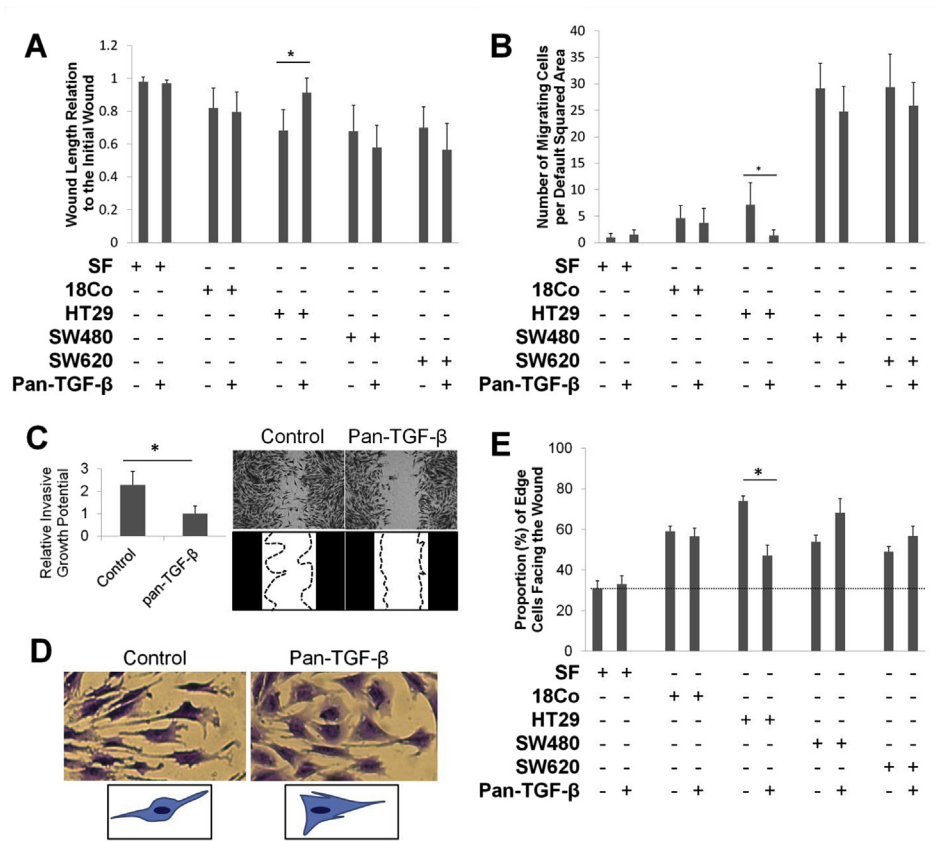 A
Wound Length Relation
to the Initial Wound
1.2
1
0.8
0.6
0.4
0.2
0
*
SF + + - - - - - - - -
18Co - - + + - - - - - -
HT29 - - - - + + - - - -
SW480 - - - - - - + + - -
SW620 - - - - - - - - + +
Pan-TGF-β - + - + - + - + - +
B
Number of Migrating Cells
per Default Squared Area
40
35
30
25
20
15
10
5
0
*
SF + + - - - - - - - -
18Co - - + + - - - - - -
HT29 - - - - + + - - - -
SW480 - - - - - - + + - -
SW620 - - - - - - - - + +
Pan-TGF-β - + - + - + - + - +
C
Relative Invasive
Growth Potential
3
2
1
0
*
Control
pan-TGF-β
Control Pan-TGF-β
D
Control Pan-TGF-β
E
Proportion (%) of Edge
Cells Facing the Wound
100
80
60
40
20
0
*
SF + + - - - - - - - -
18Co - - + + - - - - - -
HT29 - - - - + + - - - -
SW480 - - - - - - + + - -
SW620 - - - - - - - - + +
Pan-TGF-β - + - + - + - + - +